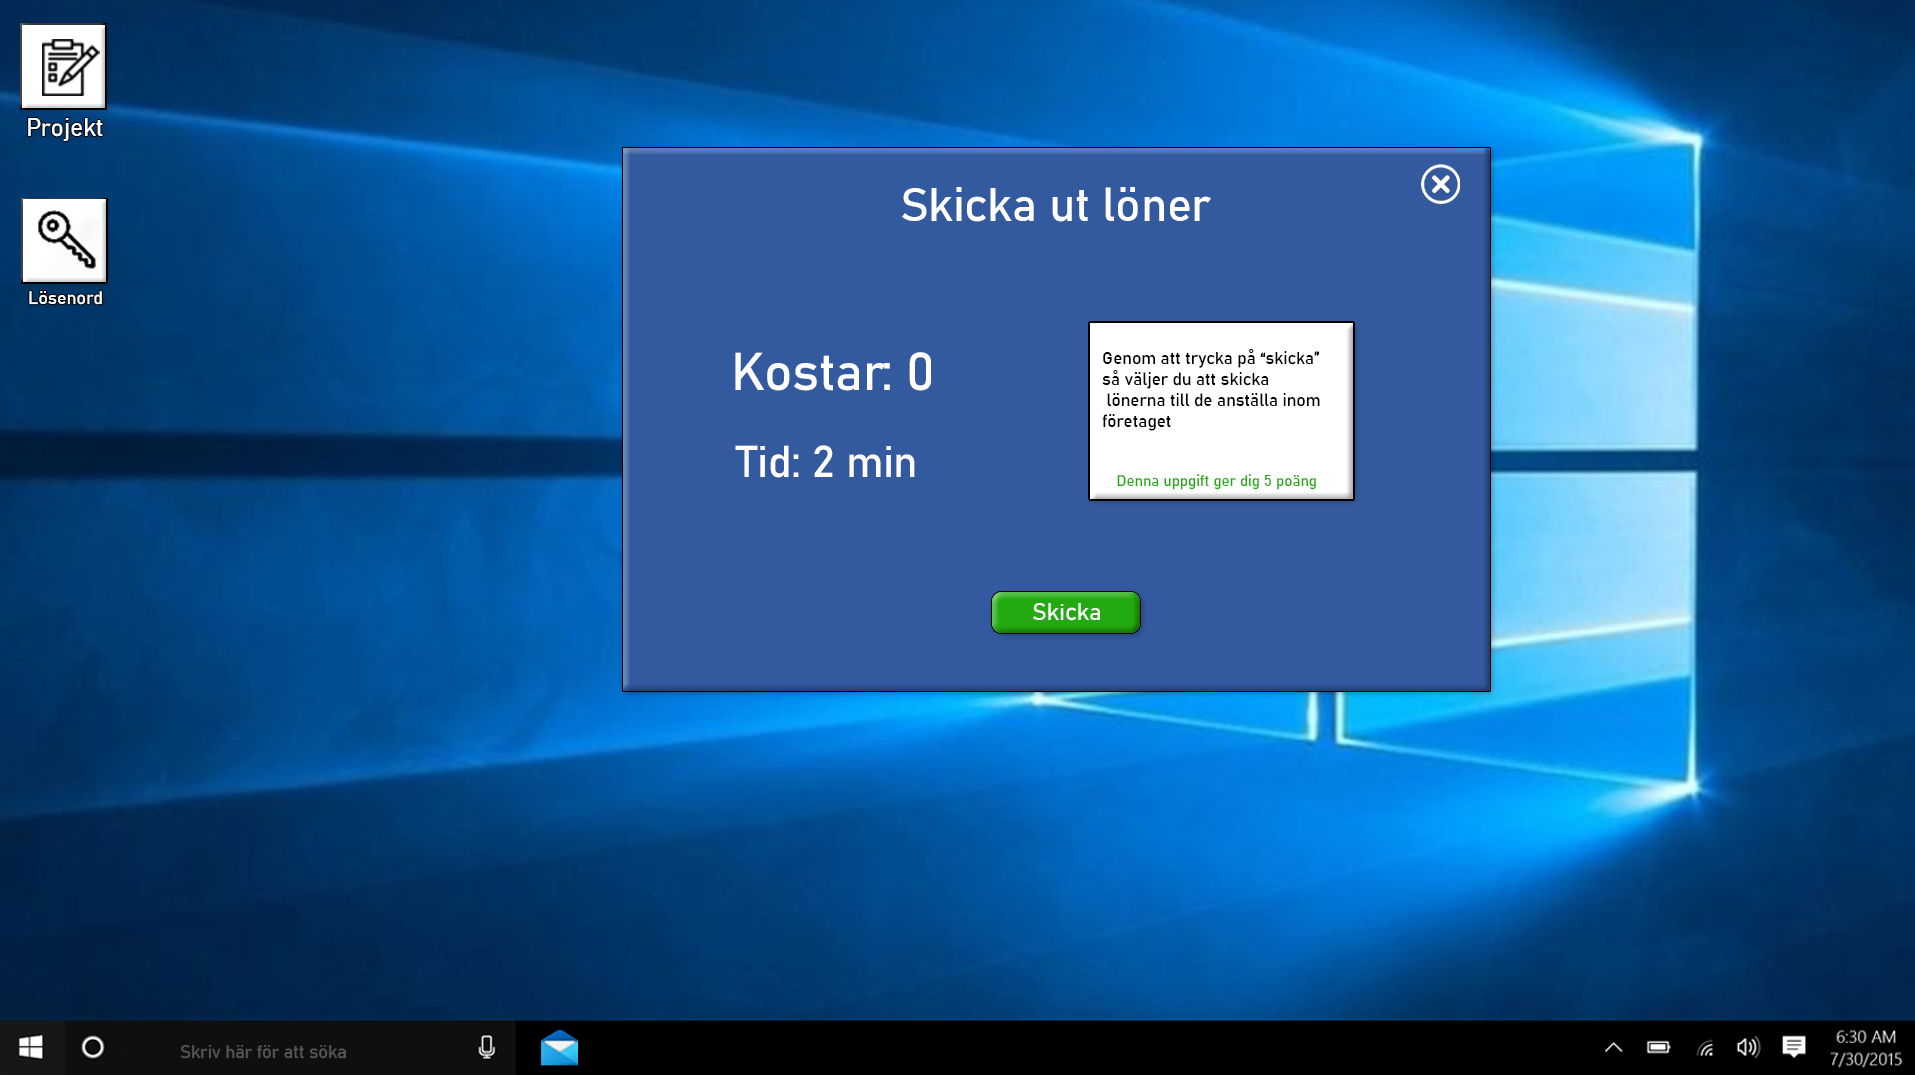 Projekt
Lösenord
Skicka ut löner
Kostar: 0
Tid: 2 min
Genom att trycka på “skicka”
så väljer du att skicka
lönerna till de anställa inom
företaget
Denna uppgift ger dig 5 poäng
Skicka
Skriv här för att söka
6:30 AM
7/30/2015